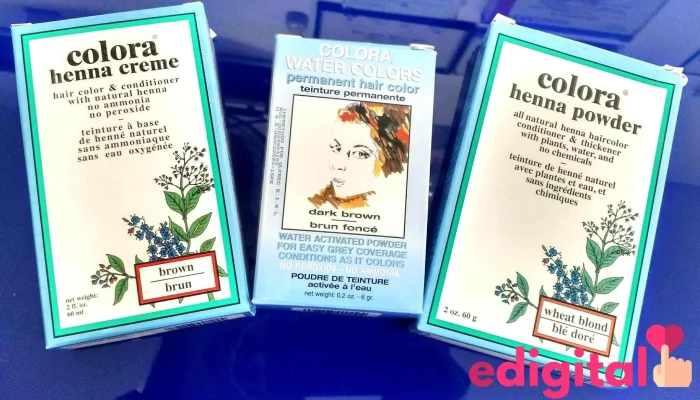 colora®
henna creme
hair color & conditioner
with natural henna
no ammonia
no peroxide
teinture à base
de henné naturel
sans ammoniaque
sans eau oxygénée
brown
brun
net weight:
2 fl. oz.
60 ml
COLORA
WATER COLORS
permanent hair color
teinture permanente
dark brown
brun foncé
WATER ACTIVATED POWDER
FOR EASY GREY COVERAGE
CONDITIONS AS IT COLORS
NO PEROXIDE - NO AMMONIA
POUDRE DE TEINTURE
activée à l'eau
net weight: 0.2 oz. - 6 gr.
colora®
henna powder
all natural henna haircolor
conditioner & thickener
with plants, water, and
no chemicals
teinture de henné naturel
avec plantes et eau, et
sans ingrédients
chimiques
wheat blond
blé doré
2 oz. 60 g
edigital